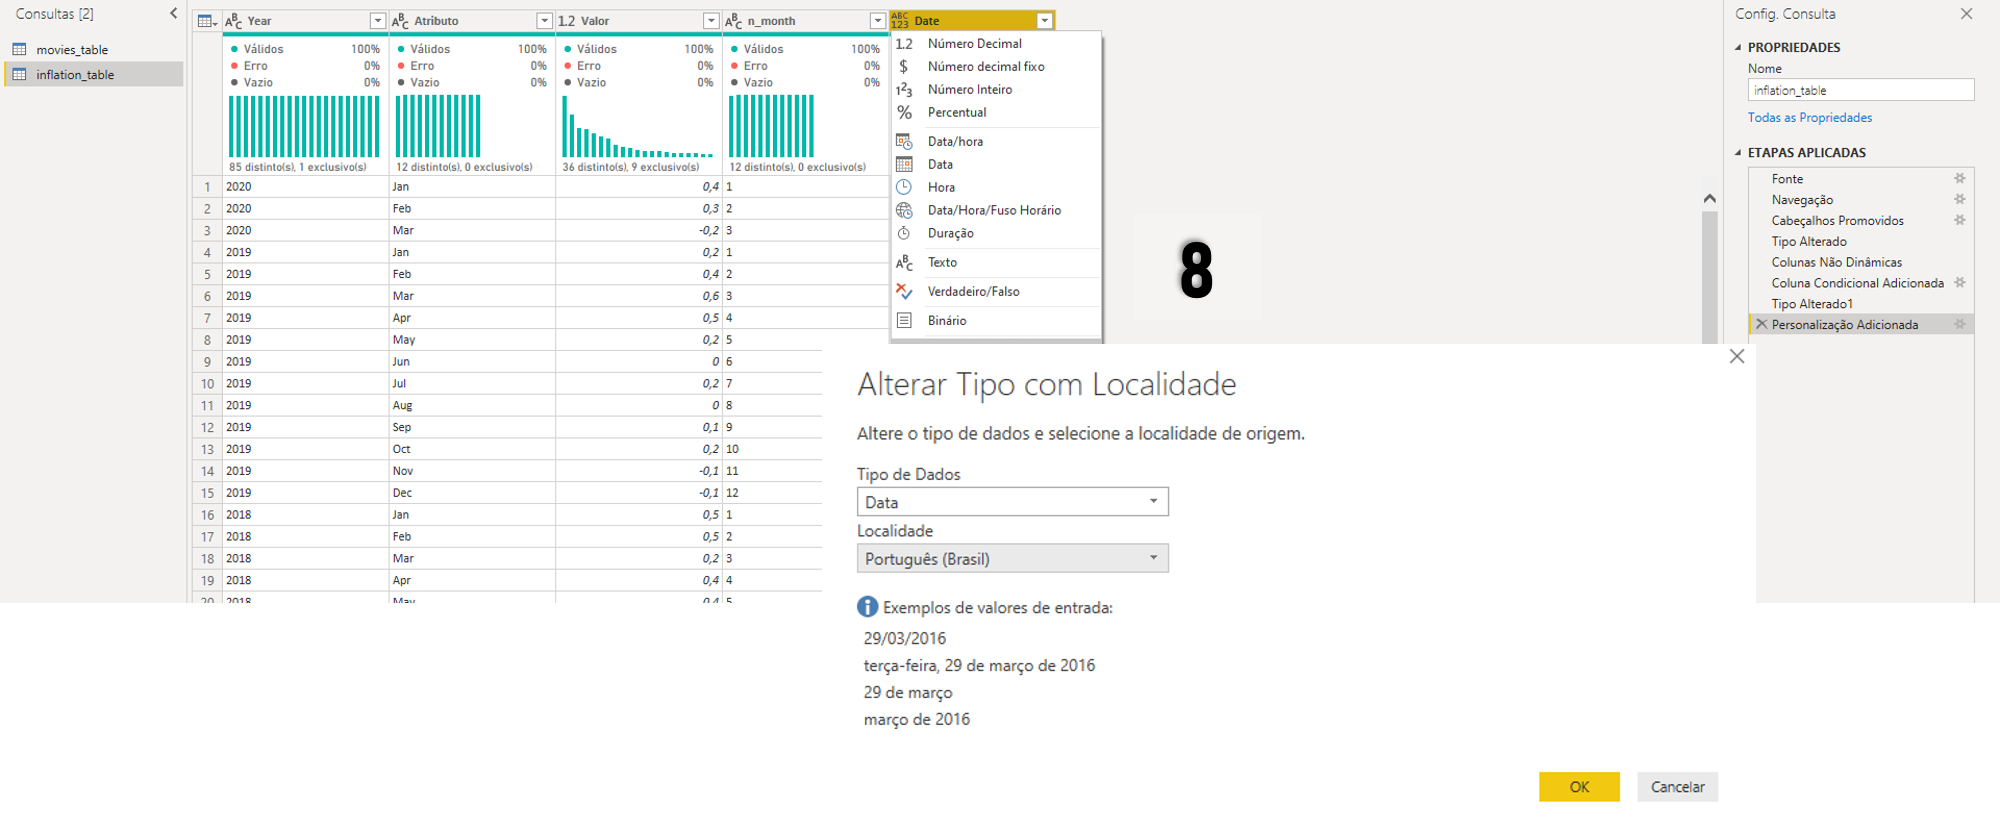 Consultas [2]
movies_table
inflation_table
ABC Year
ABC Atributo
1.2 Valor
ABC n_month
ABC 123 Date
Válidos 100%
Erro 0%
Vazio 0%
85 distinto(s), 1 exclusivo(s)
Válidos 100%
Erro 0%
Vazio 0%
12 distinto(s), 0 exclusivo(s)
Válidos 100%
Erro 0%
Vazio 0%
36 distinto(s), 9 exclusivo(s)
Válidos 100%
Erro 0%
Vazio 0%
12 distinto(s), 0 exclusivo(s)
1 2020 Jan 0,4 1
2 2020 Feb 0,3 2
3 2020 Mar -0,2 3
4 2019 Jan 0,2 1
5 2019 Feb 0,4 2
6 2019 Mar 0,6 3
7 2019 Apr 0,5 4
8 2019 May 0,2 5
9 2019 Jun 0 6
10 2019 Jul 0,2 7
11 2019 Aug 0 8
12 2019 Sep 0,1 9
13 2019 Oct 0,2 10
14 2019 Nov -0,1 11
15 2019 Dec -0,1 12
16 2018 Jan 0,5 1
17 2018 Feb 0,5 2
18 2018 Mar 0,2 3
19 2018 Apr 0,4 4
20 2018 May 0,4 5
1.2 Número Decimal
$ Número decimal fixo
123 Número Inteiro
% Percentual
Data/hora
Data
Hora
Data/Hora/Fuso Horário
Duração
ABC Texto
Verdadeiro/Falso
Binário
8
Config. Consulta
PROPRIEDADES
Nome
inflation_table
Todas as Propriedades
ETAPAS APLICADAS
Fonte
Navegação
Cabeçalhos Promovidos
Tipo Alterado
Colunas Não Dinâmicas
Coluna Condicional Adicionada
Tipo Alterado1
Personalização Adicionada
Alterar Tipo com Localidade
Altere o tipo de dados e selecione a localidade de origem.
Tipo de Dados
Data
Localidade
Português (Brasil)
Exemplos de valores de entrada:
29/03/2016
terça-feira, 29 de março de 2016
29 de março
março de 2016
OK
Cancelar